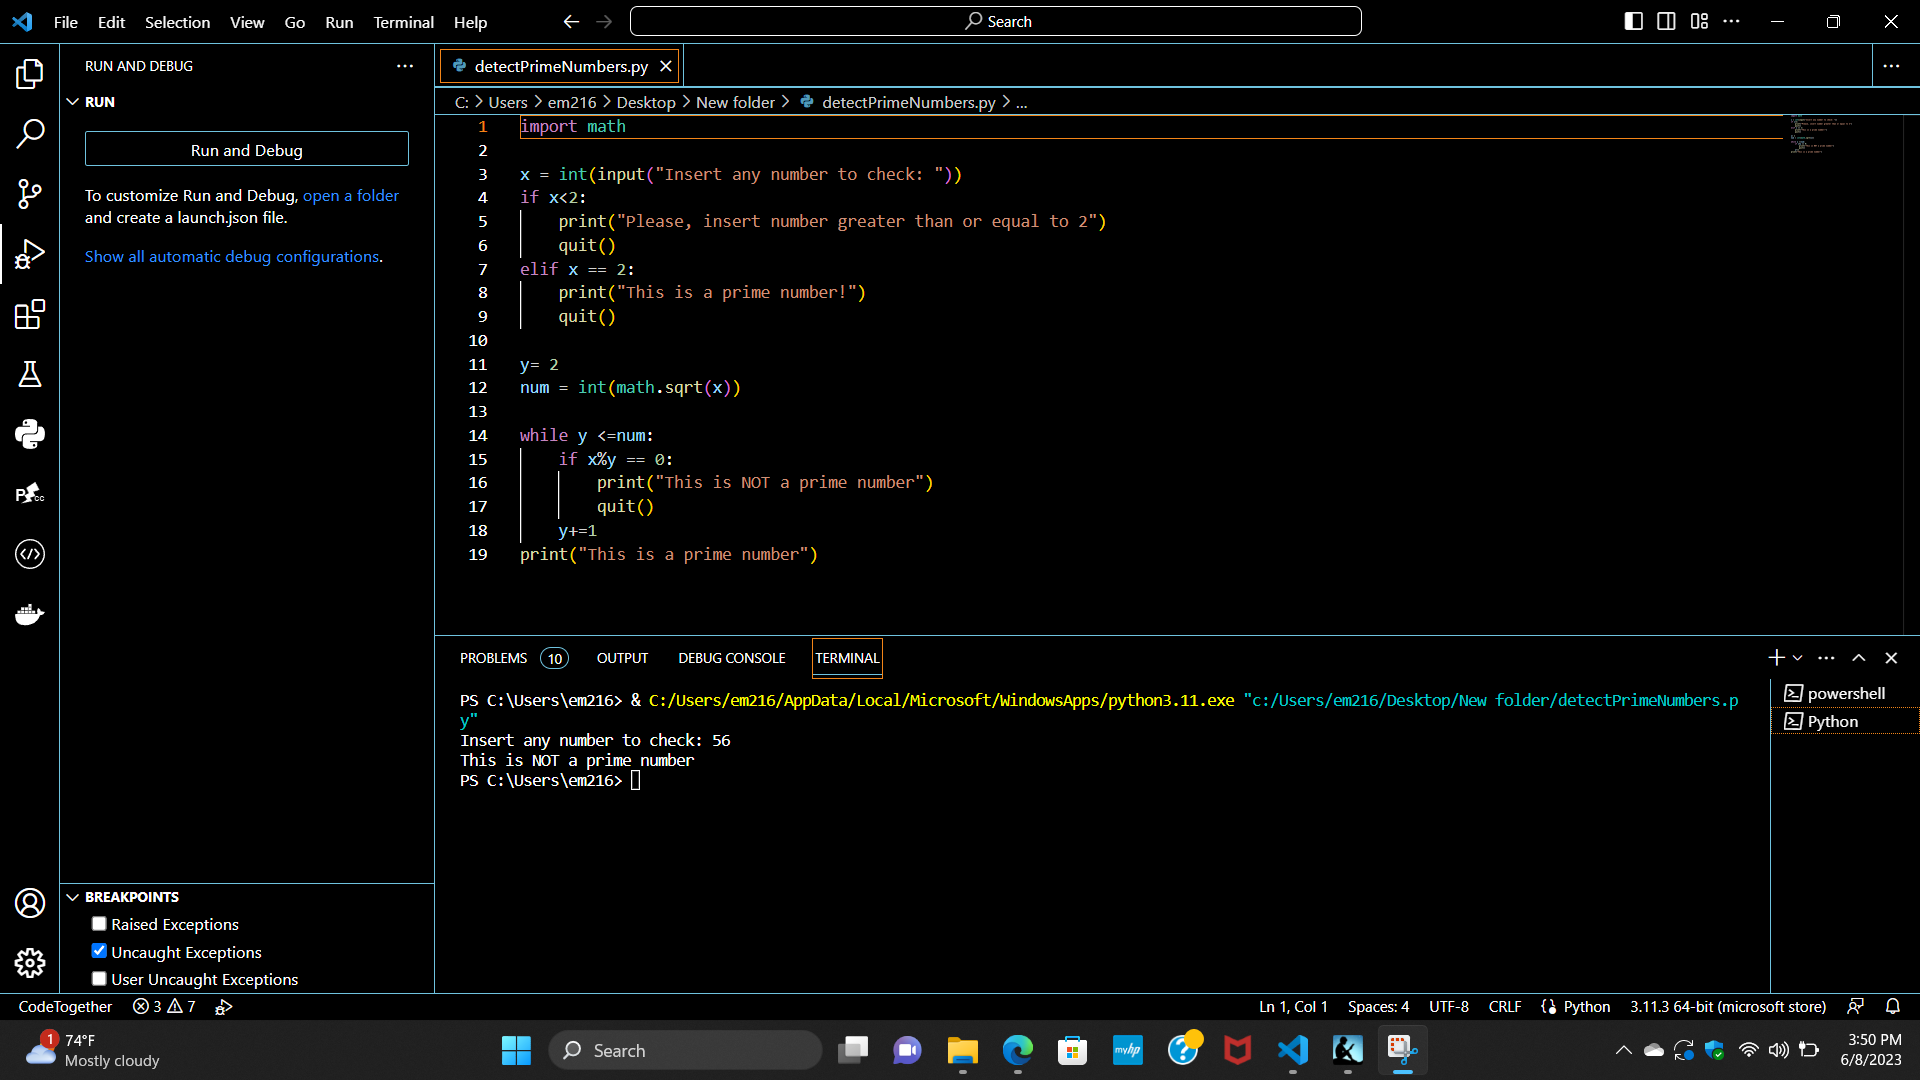 File Edit Selection View Go Run Terminal Help
Search
RUN AND DEBUG
RUN
Run and Debug
To customize Run and Debug, open a folder
and create a launch.json file.
Show all automatic debug configurations.
detectPrimeNumbers.py
C: > Users > em216 > Desktop > New folder > detectPrimeNumbers.py > ...
1 import math
2
3 x = int(input("Insert any number to check: "))
4 if x<2:
5     print("Please, insert number greater than or equal to 2")
6     quit()
7 elif x == 2:
8     print("This is a prime number!")
9     quit()
10
11 y= 2
12 num = int(math.sqrt(x))
13
14 while y <=num:
15     if x%y == 0:
16         print("This is NOT a prime number")
17         quit()
18     y+=1
19 print("This is a prime number")
PROBLEMS 10 OUTPUT DEBUG CONSOLE TERMINAL
PS C:\Users\em216> & C:/Users/em216/AppData/Local/Microsoft/WindowsApps/python3.11.exe "c:/Users/em216/Desktop/New folder/detectPrimeNumbers.p
y"
Insert any number to check: 56
This is NOT a prime number
PS C:\Users\em216>
powershell
Python
BREAKPOINTS
Raised Exceptions
Uncaught Exceptions
User Uncaught Exceptions
CodeTogether 3 7
Ln 1, Col 1 Spaces: 4 UTF-8 CRLF Python 3.11.3 64-bit (microsoft store)
1 74°F
Mostly cloudy
Search
myhp
3:50 PM
6/8/2023